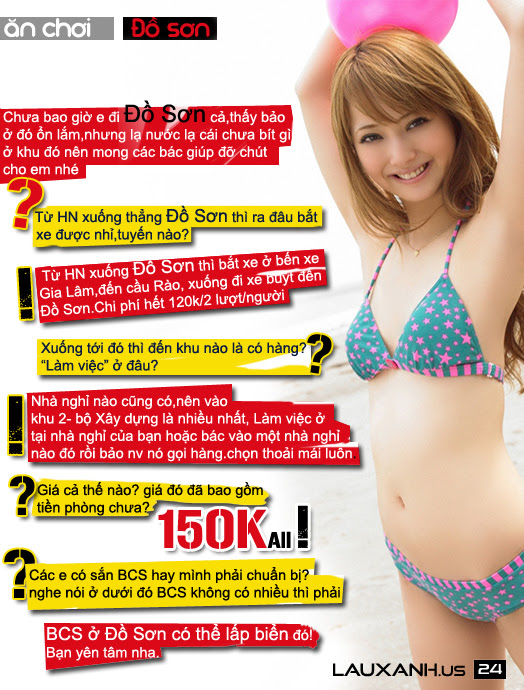 ăn chơi Đồ sơn
Chưa bao giờ e đi Đồ Sơn cả,thấy bảo
ở đó ổn lắm,nhưng lạ nước lạ cái chưa bít gì
ở khu đó nên mong các bác giúp đỡ chút
cho em nhé
? Từ HN xuống thẳng Đồ Sơn thì ra đâu bắt
xe được nhỉ,tuyến nào?
! Từ HN xuống Đồ Sơn thì bắt xe ở bến xe
Gia Lâm,đến cầu Rào, xuống đi xe buýt đến
Đồ Sơn.Chi phí hết 120k/2 lượt/người
Xuống tới đó thì đến khu nào là có hàng? ?
“Làm việc” ở đâu?
! Nhà nghỉ nào cũng có,nên vào
khu 2- bộ Xây dựng là nhiều nhất, Làm việc ở
tại nhà nghỉ của bạn hoặc bác vào một nhà nghỉ
nào đó rồi bảo nv nó gọi hàng.chọn thoải mái luôn
? Giá cả thế nào? giá đó đã bao gồm
tiền phòng chưa?
150K All !
? Các e có sắn BCS hay mình phải chuẩn bị?
nghe nói ở dưới đó BCS không có nhiều thì phải
BCS ở Đồ Sơn có thể lấp biển đó!
Bạn yên tâm nha.
LAUXANH.US 24